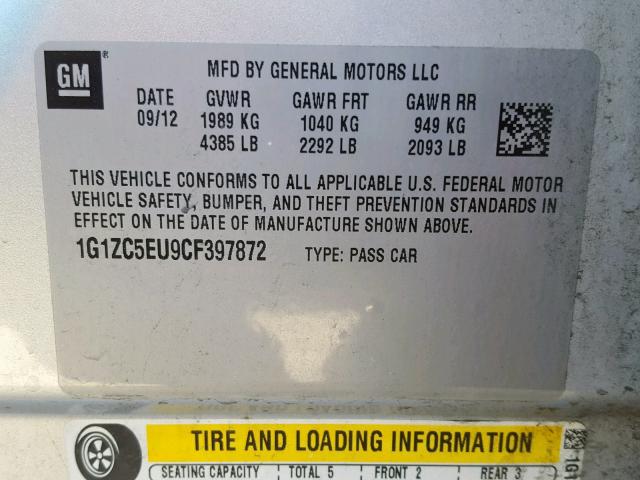 GM
MFD BY GENERAL MOTORS LLC
DATE GVWR GAWR FRT GAWR RR
09/12 1989 KG 1040 KG 949 KG
4385 LB 2292 LB 2093 LB
THIS VEHICLE CONFORMS TO ALL APPLICABLE U.S. FEDERAL MOTOR
VEHICLE SAFETY, BUMPER, AND THEFT PREVENTION STANDARDS IN
EFFECT ON THE DATE OF MANUFACTURE SHOWN ABOVE.
1G1ZC5EU9CF397872 TYPE: PASS CAR
TIRE AND LOADING INFORMATION
SEATING CAPACITY TOTAL 5 FRONT 2 REAR 3
1G1